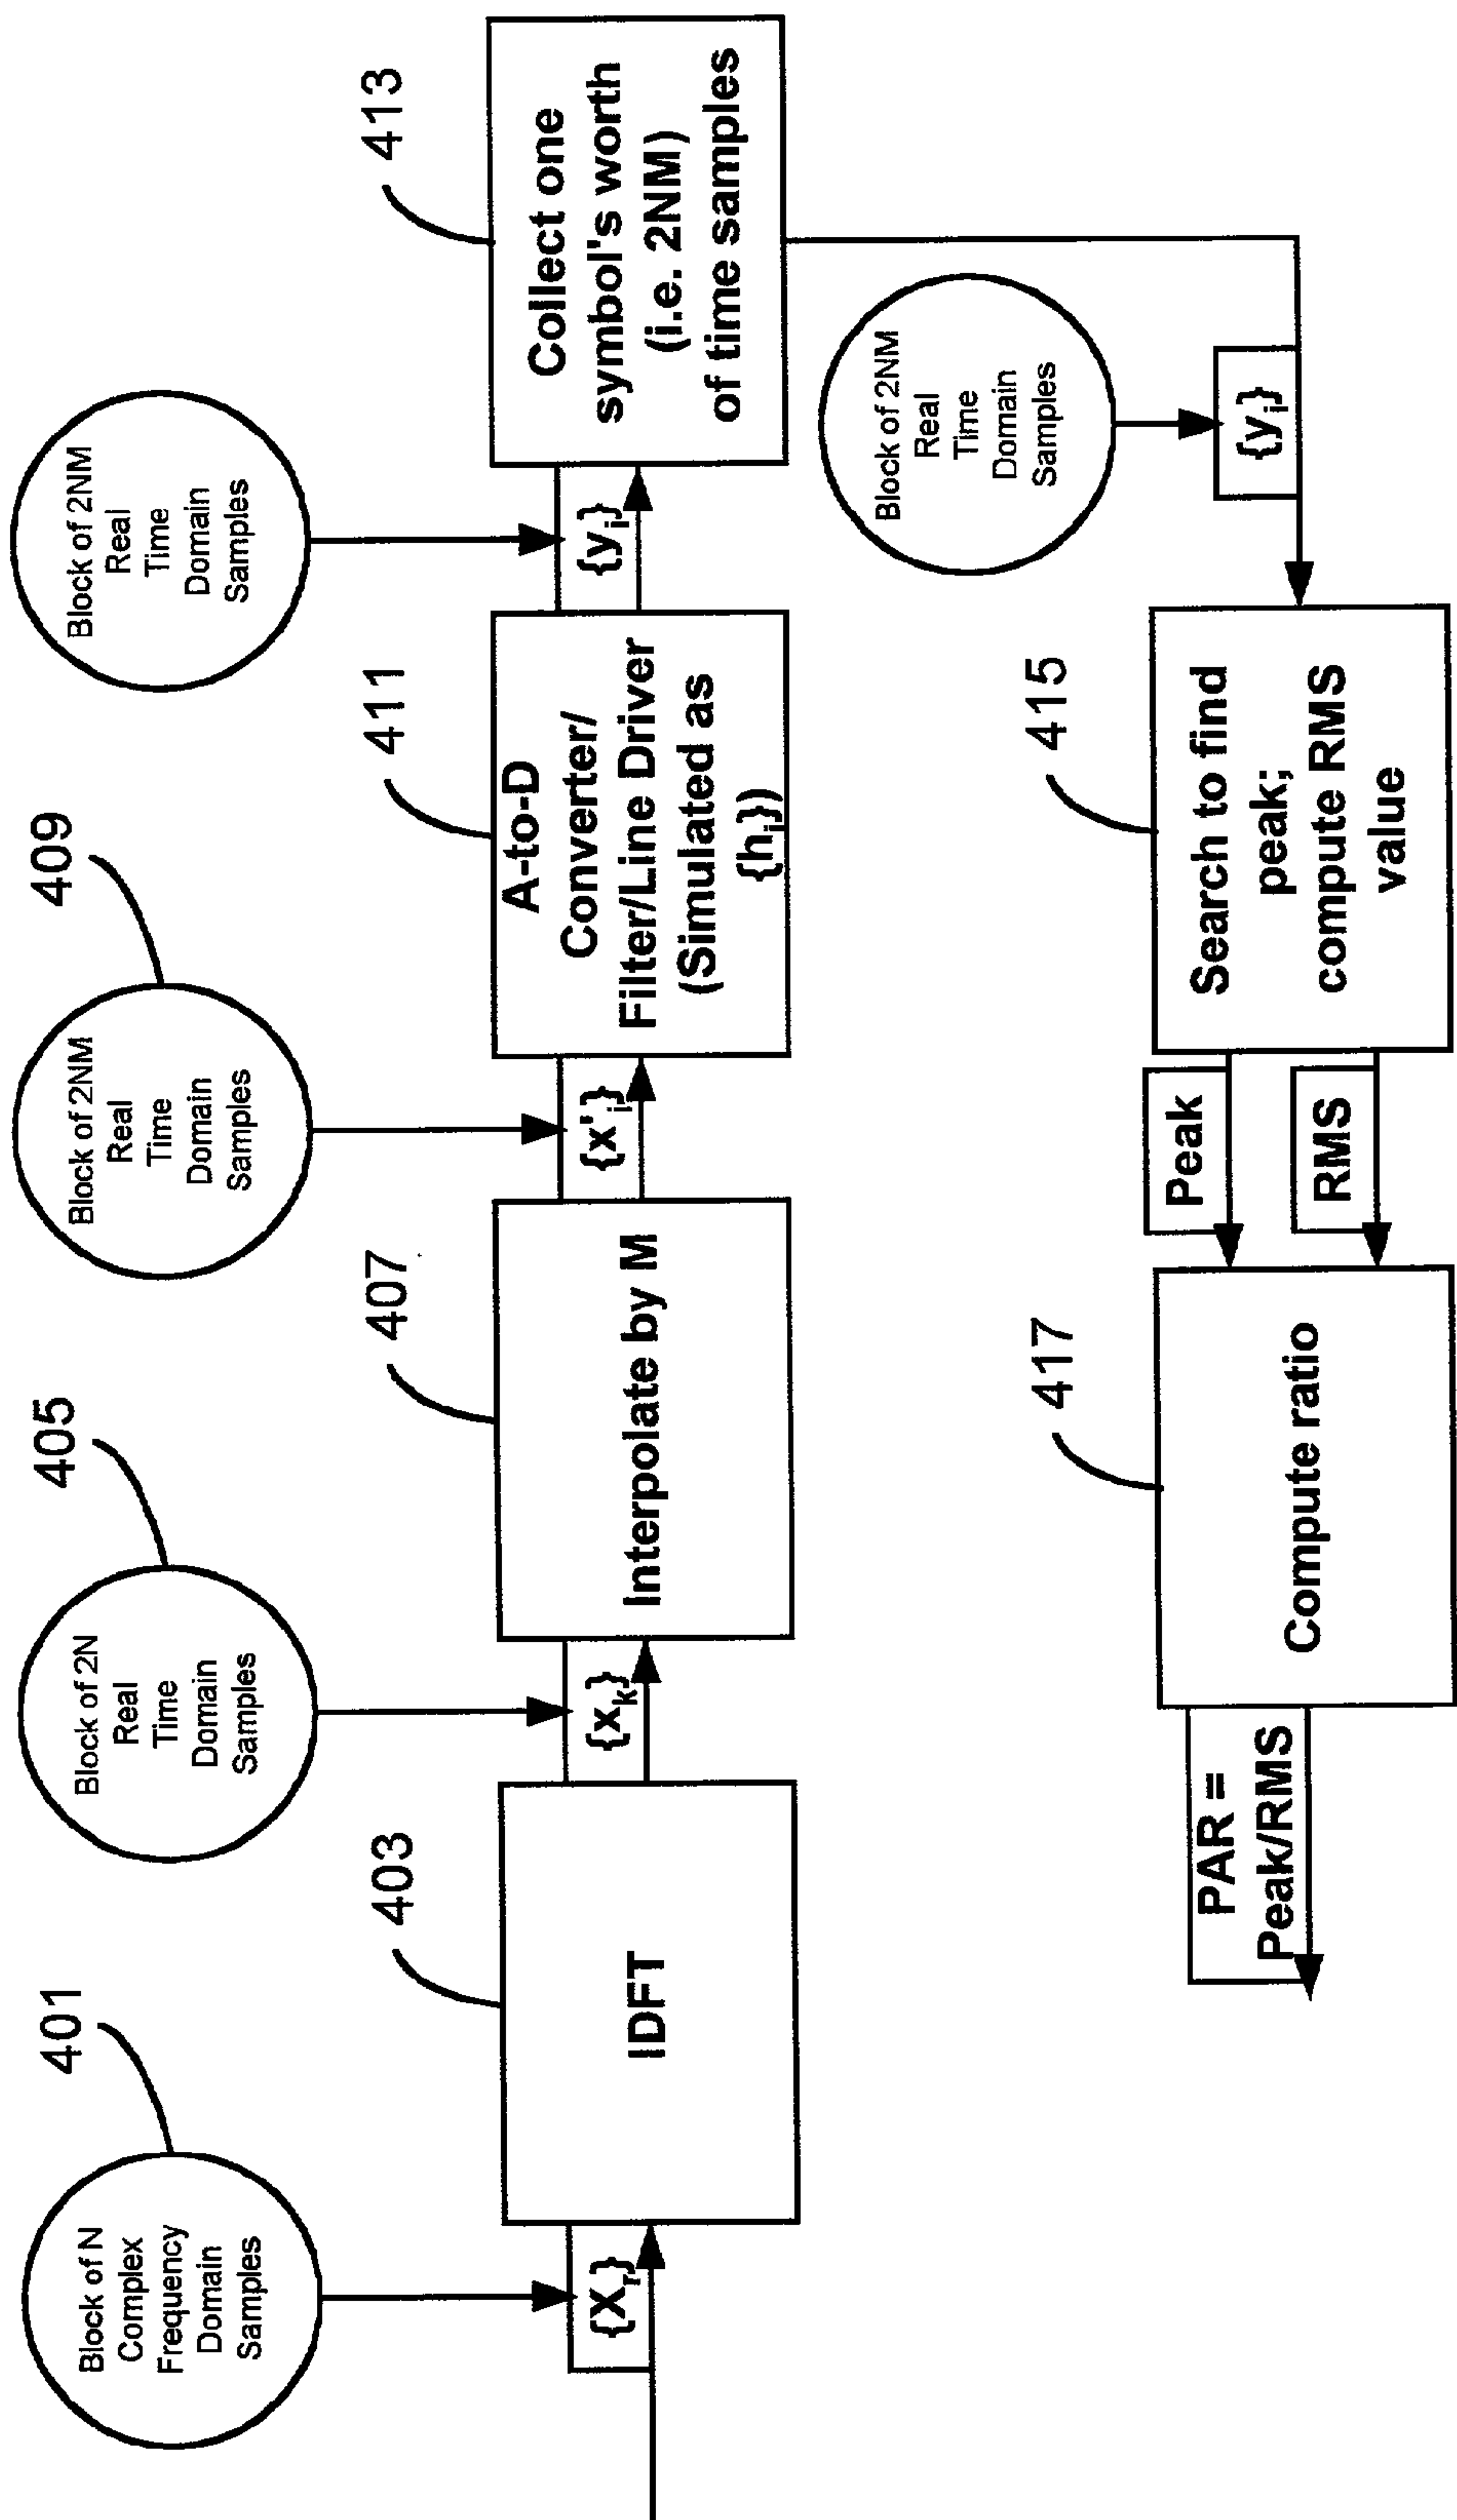 401
Block of N
Complex
Frequency
Domain
Samples
{Xᵣ}
403
IDFT
405
Block of 2N
Real
Time
Domain
Samples
{xₖ}
407
Interpolate by M
409
Block of 2NM
Real
Time
Domain
Samples
{x'ᵢ}
411
A-to-D
Converter/
Filter/Line Driver
(Simulated as
{hᵢ})
Block of 2NM
Real
Time
Domain
Samples
{yᵢ}
413
Collect one
symbol's worth
(i.e. 2NM)
of time samples
Block of 2NM
Real
Time
Domain
Samples
{yᵢ}
415
Search to find
peak;
compute RMS
value
Peak
RMS
417
Compute ratio
PAR =
Peak/RMS